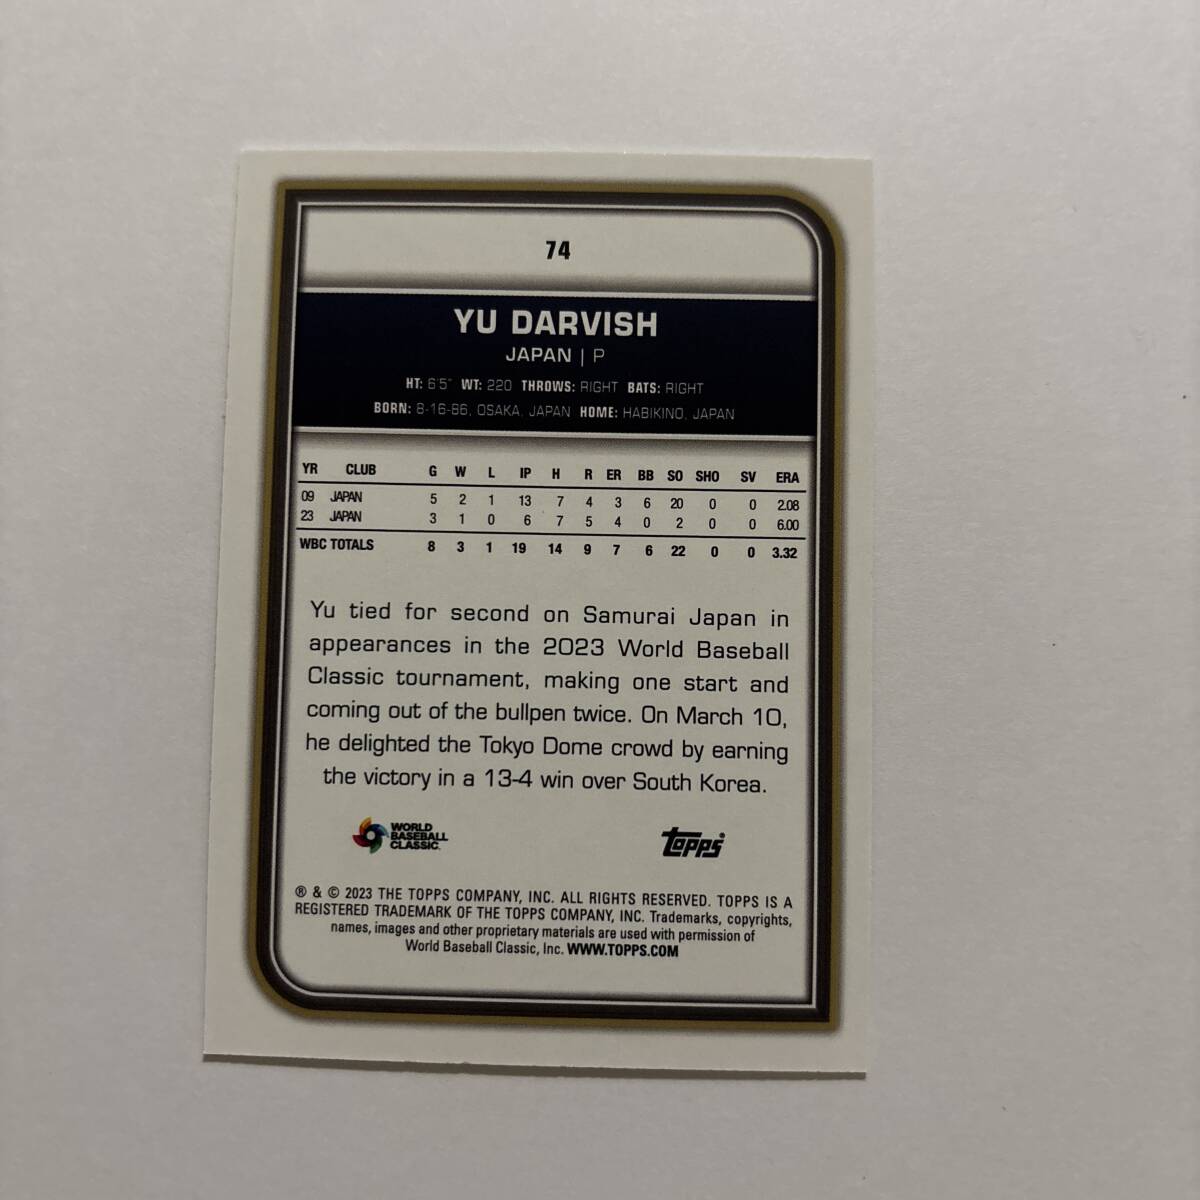 74
YU DARVISH
JAPAN | P
HT: 6'5" WT: 220 THROWS: RIGHT BATS: RIGHT
BORN: 8-16-86, OSAKA, JAPAN HOME: HABIKINO, JAPAN
YR CLUB G W L IP H R ER BB SO SHO SV ERA
09 JAPAN 5 2 1 13 7 4 3 6 20 0 0 2.08
23 JAPAN 3 1 0 6 7 5 4 0 2 0 0 6.00
WBC TOTALS 8 3 1 19 14 9 7 6 22 0 0 3.32
Yu tied for second on Samurai Japan in
appearances in the 2023 World Baseball
Classic tournament, making one start and
coming out of the bullpen twice. On March 10,
he delighted the Tokyo Dome crowd by earning
the victory in a 13-4 win over South Korea.
WORLD
BASEBALL
CLASSIC
topps®
® & © 2023 THE TOPPS COMPANY, INC. ALL RIGHTS RESERVED. TOPPS IS A
REGISTERED TRADEMARK OF THE TOPPS COMPANY, INC. Trademarks, copyrights,
names, images and other proprietary materials are used with permission of
World Baseball Classic, Inc. WWW.TOPPS.COM